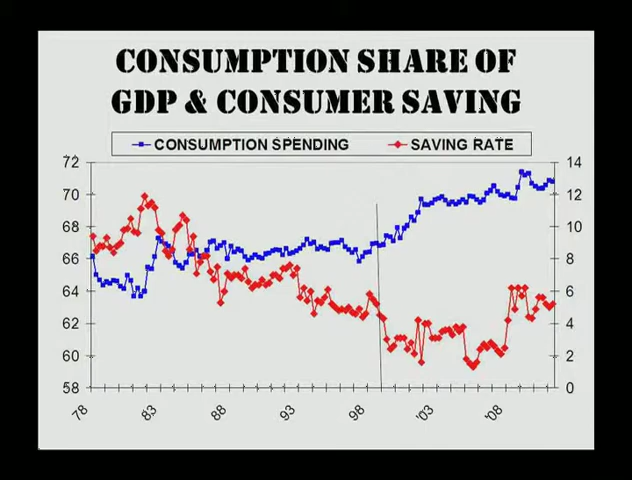 CONSUMPTION SHARE OF
GDP & CONSUMER SAVING
CONSUMPTION SPENDING SAVING RATE
72 14
70 12
68 10
66 8
64 6
62 4
60 2
58 0
78 83 88 93 98 '03 '08